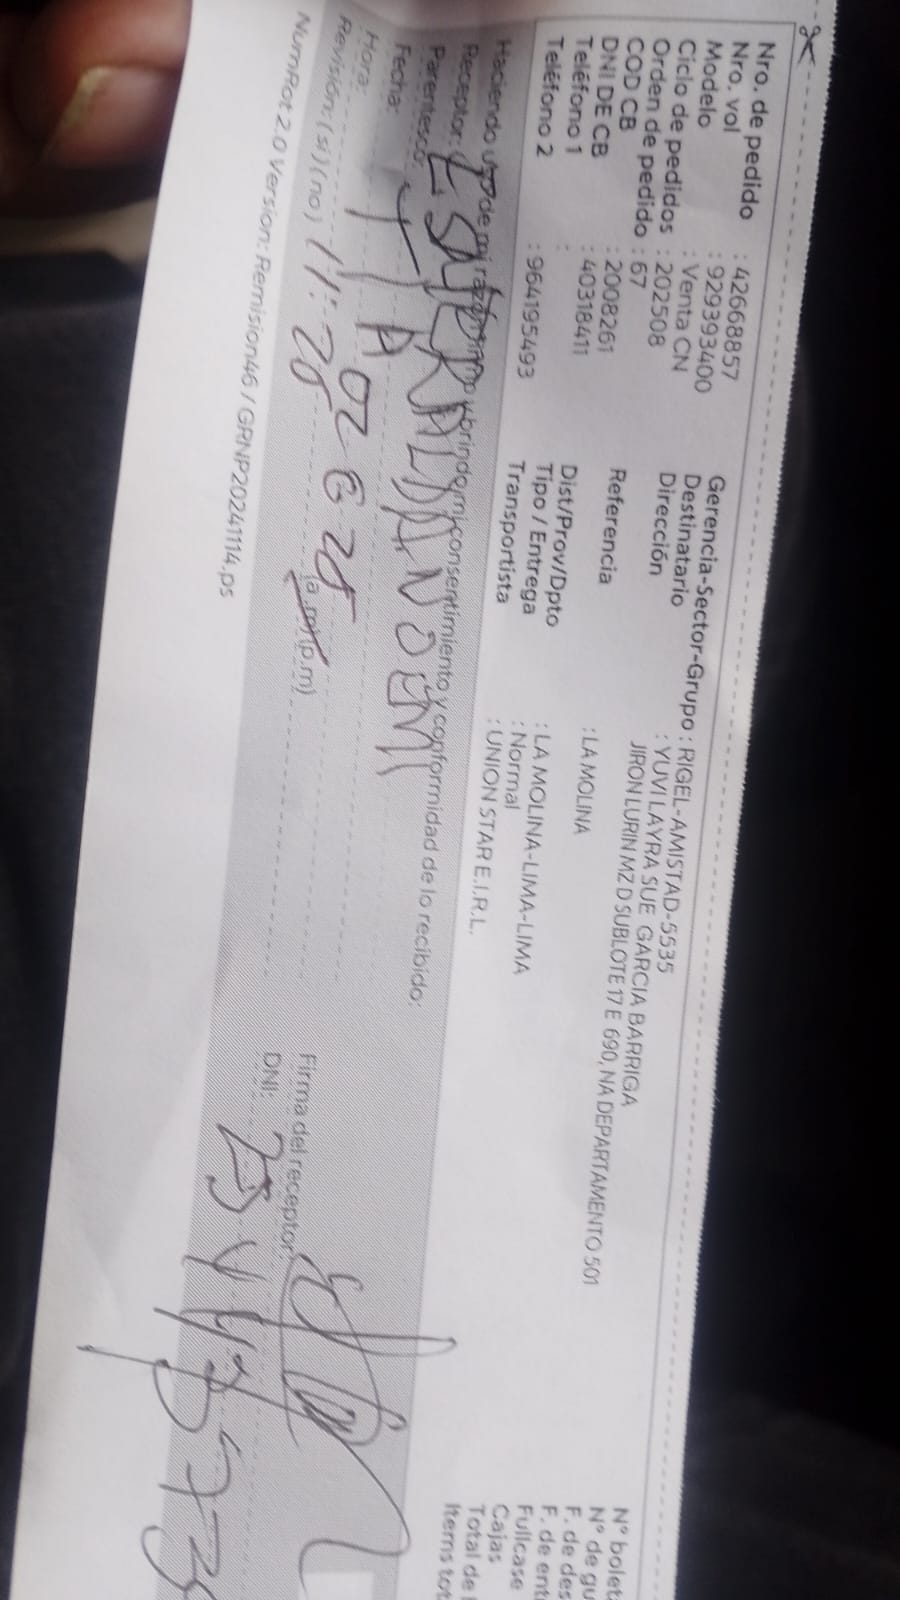 Nro. de pedido : 42668857
Nro. vol : 929393400
Modelo : Venta CN
Ciclo de pedidos : 202508
Orden de pedido : 67
COD CB : 2008261
DNI DE CB : 40318411
Teléfono 1 :
Teléfono 2 : 964195493
Gerencia-Sector-Grupo : RIGEL-AMISTAD-5535
Destinatario : YUVI LAYRA SUE GARCIA BARRIGA
Dirección JIRON LURIN MZ D SUBLOTE 17 E 690, NA DEPARTAMENTO 501
Referencia : LA MOLINA
Dist/Prov/Dpto : LA MOLINA-LIMA-LIMA
Tipo / Entrega : Normal
Transportista : UNION STAR E.I.R.L.
N° boleta
N° de gu
F. de des
F. de ent
Fullcase
Cajas
Total de
Items tot
Haciendo uso de mi razón brindo mi consentimiento y conformidad de lo recibido:
Receptor:
Parentesco:
Fecha: 02 6 25
Hora: 11:20 (a.m)(p.m)
Revisión: (si) (no)
Firma del receptor:
DNI:
NumRot 2.0 Version: Remision46 / GRNP20241114.ps